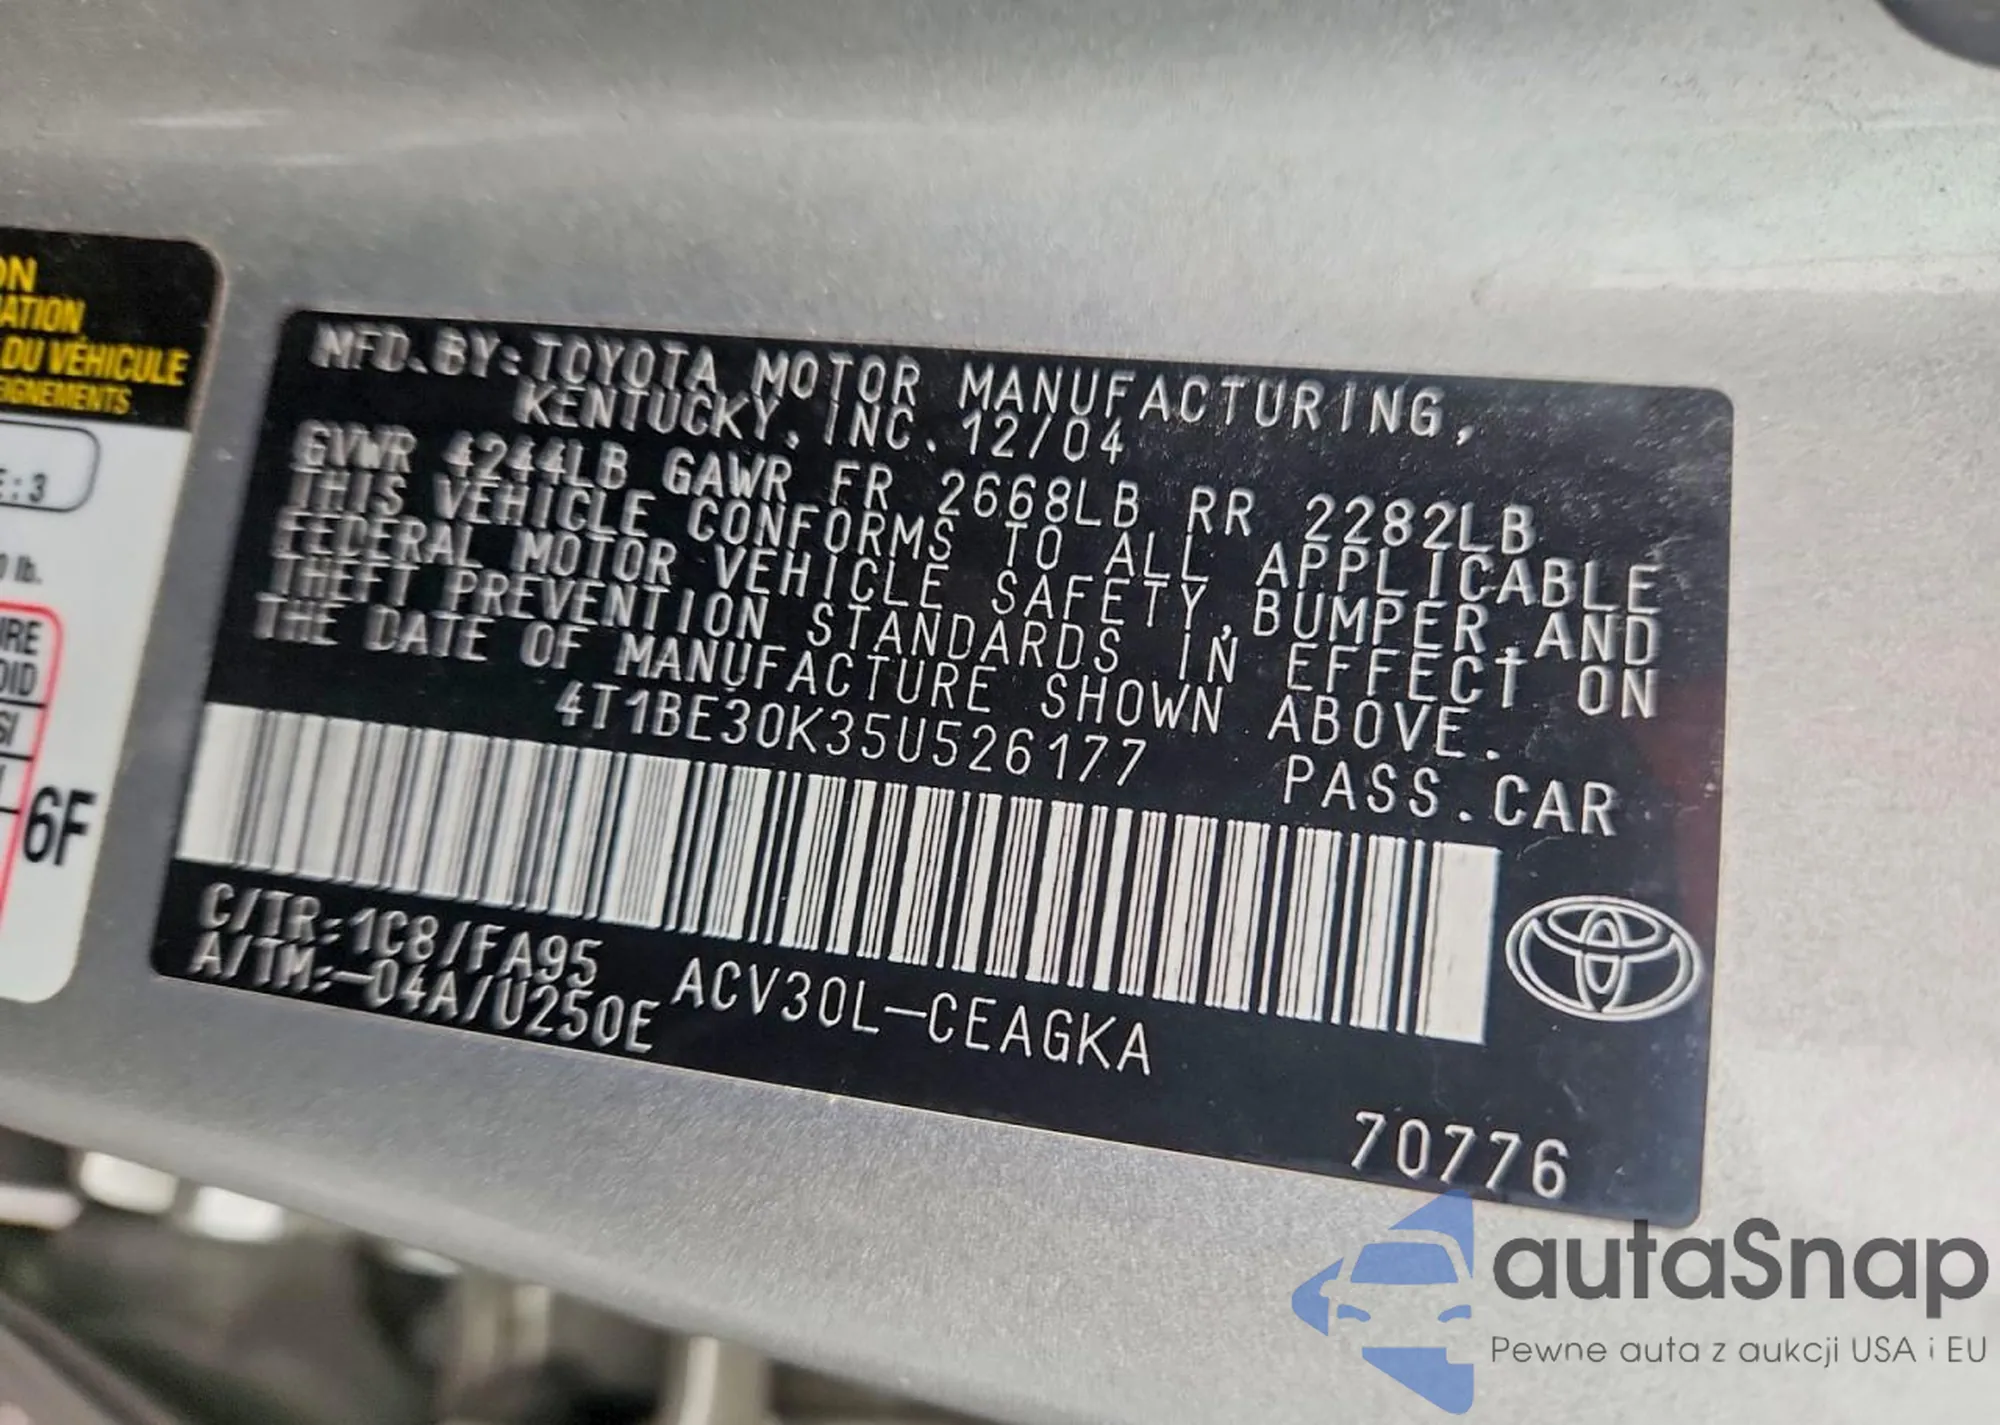 ON
ATION
DU VÉHICULE
EIGNEMENTS
E:3
0 lb.
6F
MFD.BY:TOYOTA MOTOR MANUFACTURING,
KENTUCKY, INC. 12/04
GVWR 4244LB GAWR FR 2668LB RR 2282LB
THIS VEHICLE CONFORMS TO ALL APPLICABLE
FEDERAL MOTOR VEHICLE SAFETY,BUMPER,AND
THEFT PREVENTION STANDARDS IN EFFECT ON
THE DATE OF MANUFACTURE SHOWN ABOVE.
4T1BE30K35U526177 PASS.CAR
C/TR:1C8/FA95
A/TM:-04A/U250E
ACV30L-CEAGKA
70776
autaSnap
Pewne auta z aukcji USA i EU